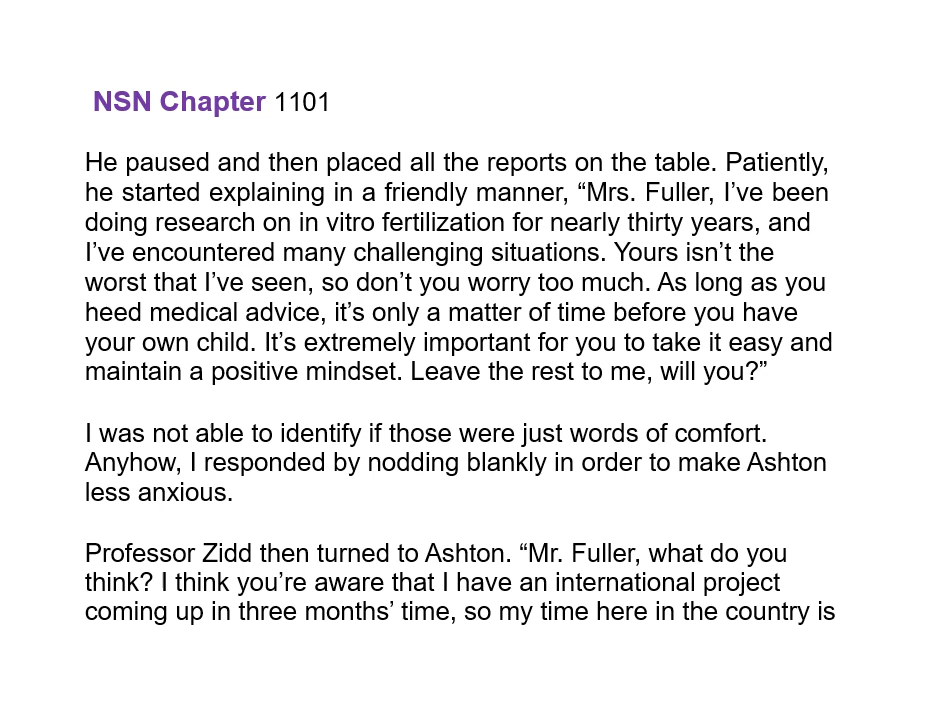 NSN Chapter 1101
He paused and then placed all the reports on the table. Patiently,
he started explaining in a friendly manner, “Mrs. Fuller, I’ve been
doing research on in vitro fertilization for nearly thirty years, and
I’ve encountered many challenging situations. Yours isn’t the
worst that I’ve seen, so don’t you worry too much. As long as you
heed medical advice, it’s only a matter of time before you have
your own child. It’s extremely important for you to take it easy and
maintain a positive mindset. Leave the rest to me, will you?”
I was not able to identify if those were just words of comfort.
Anyhow, I responded by nodding blankly in order to make Ashton
less anxious.
Professor Zidd then turned to Ashton. “Mr. Fuller, what do you
think? I think you’re aware that I have an international project
coming up in three months’ time, so my time here in the country is